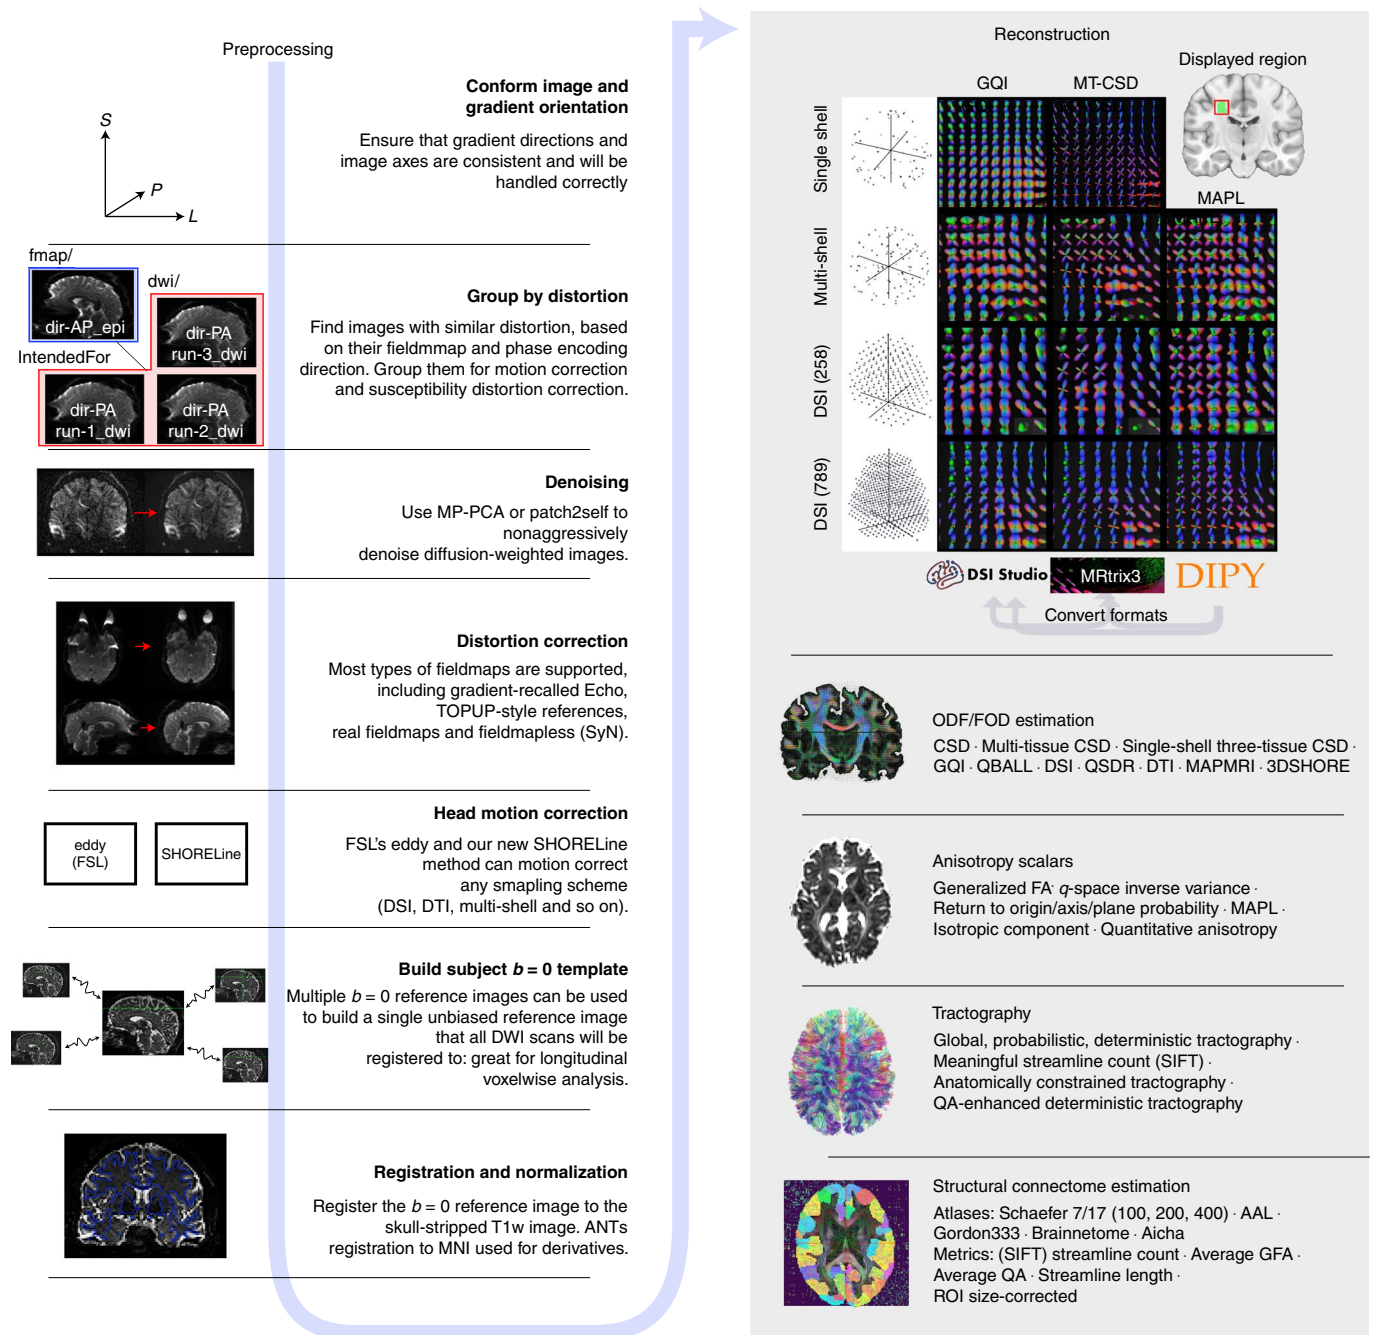 Preprocessing
Conform image and
gradient orientation
Ensure that gradient directions and
image axes are consistent and will be
handled correctly
S
P
L
fmap/
dir-AP_epi
dwi/
dir-PA
run-3_dwi
IntendedFor
dir-PA
run-1_dwi
dir-PA
run-2_dwi
Group by distortion
Find images with similar distortion, based
on their fieldmmap and phase encoding
direction. Group them for motion correction
and susceptibility distortion correction.
Denoising
Use MP-PCA or patch2self to
nonaggressively
denoise diffusion-weighted images.
Distortion correction
Most types of fieldmaps are supported,
including gradient-recalled Echo,
TOPUP-style references,
real fieldmaps and fieldmapless (SyN).
Head motion correction
eddy
(FSL)
SHORELine
FSL's eddy and our new SHORELine
method can motion correct
any smapling scheme
(DSI, DTI, multi-shell and so on).
Build subject b = 0 template
Multiple b = 0 reference images can be used
to build a single unbiased reference image
that all DWI scans will be
registered to: great for longitudinal
voxelwise analysis.
Registration and normalization
Register the b = 0 reference image to the
skull-stripped T1w image. ANTs
registration to MNI used for derivatives.
Reconstruction
Displayed region
GQI
MT-CSD
MAPL
Single shell
Multi-shell
DSI (258)
DSI (789)
DSI Studio
MRtrix3
DIPY
Convert formats
ODF/FOD estimation
CSD · Multi-tissue CSD · Single-shell three-tissue CSD ·
GQI · QBALL · DSI · QSDR · DTI · MAPMRI · 3DSHORE
Anisotropy scalars
Generalized FA· q-space inverse variance ·
Return to origin/axis/plane probability · MAPL ·
Isotropic component · Quantitative anisotropy
Tractography
Global, probabilistic, deterministic tractography ·
Meaningful streamline count (SIFT) ·
Anatomically constrained tractography ·
QA-enhanced deterministic tractography
Structural connectome estimation
Atlases: Schaefer 7/17 (100, 200, 400) · AAL ·
Gordon333 · Brainnetome · Aicha
Metrics: (SIFT) streamline count · Average GFA ·
Average QA · Streamline length ·
ROI size-corrected